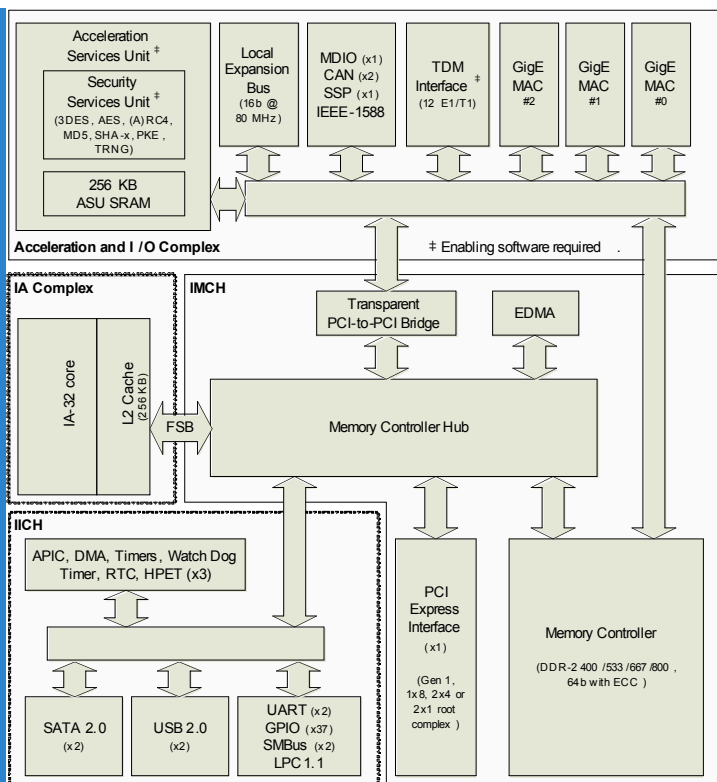 Acceleration
Services Unit ‡
Security
Services Unit ‡
(3DES, AES, (A)RC4,
MD5, SHA-x, PKE,
TRNG)
256 KB
ASU SRAM
Local
Expansion
Bus
(16b @
80 MHz)
MDIO (x1)
CAN (x2)
SSP (x1)
IEEE-1588
TDM
Interface ‡
(12 E1/T1)
GigE
MAC
#2
GigE
MAC
#1
GigE
MAC
#0
Acceleration and I/O Complex
‡ Enabling software required .
IA Complex
IA-32 core
L2 Cache
(256 KB)
FSB
IMCH
Transparent
PCI-to-PCI Bridge
EDMA
Memory Controller Hub
IICH
APIC, DMA, Timers, Watch Dog
Timer, RTC, HPET (x3)
SATA 2.0
(x2)
USB 2.0
(x2)
UART (x2)
GPIO (x37)
SMBus (x2)
LPC 1.1
PCI
Express
Interface
(x1)
(Gen 1,
1x8, 2x4 or
2x1 root
complex)
Memory Controller
(DDR-2 400/533/667/800,
64b with ECC)